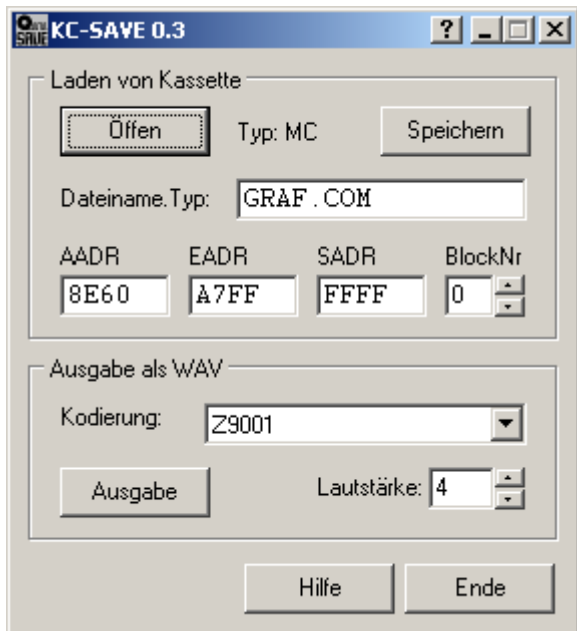 KC-SAVE 0.3
Laden von Kassette
Öffen Typ: MC Speichern
Dateiname.Typ: GRAF.COM
AADR EADR SADR BlockNr
8E60 A7FF FFFF 0
Ausgabe als WAV
Kodierung: Z9001
Ausgabe Lautstärke: 4
Hilfe Ende